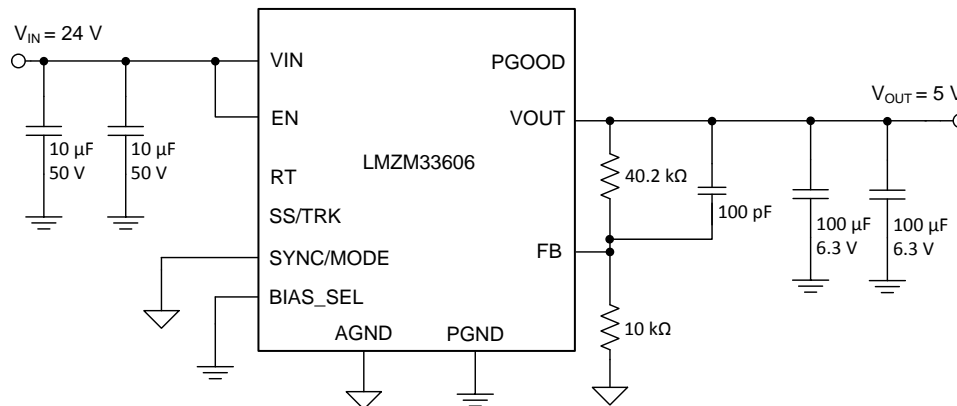 V_IN = 24 V
VIN
PGOOD
V_OUT = 5 V
EN
VOUT
10 µF
50 V
10 µF
50 V
LMZM33606
40.2 kΩ
RT
100 pF
SS/TRK
100 µF
6.3 V
100 µF
6.3 V
FB
SYNC/MODE
BIAS_SEL
10 kΩ
AGND
PGND